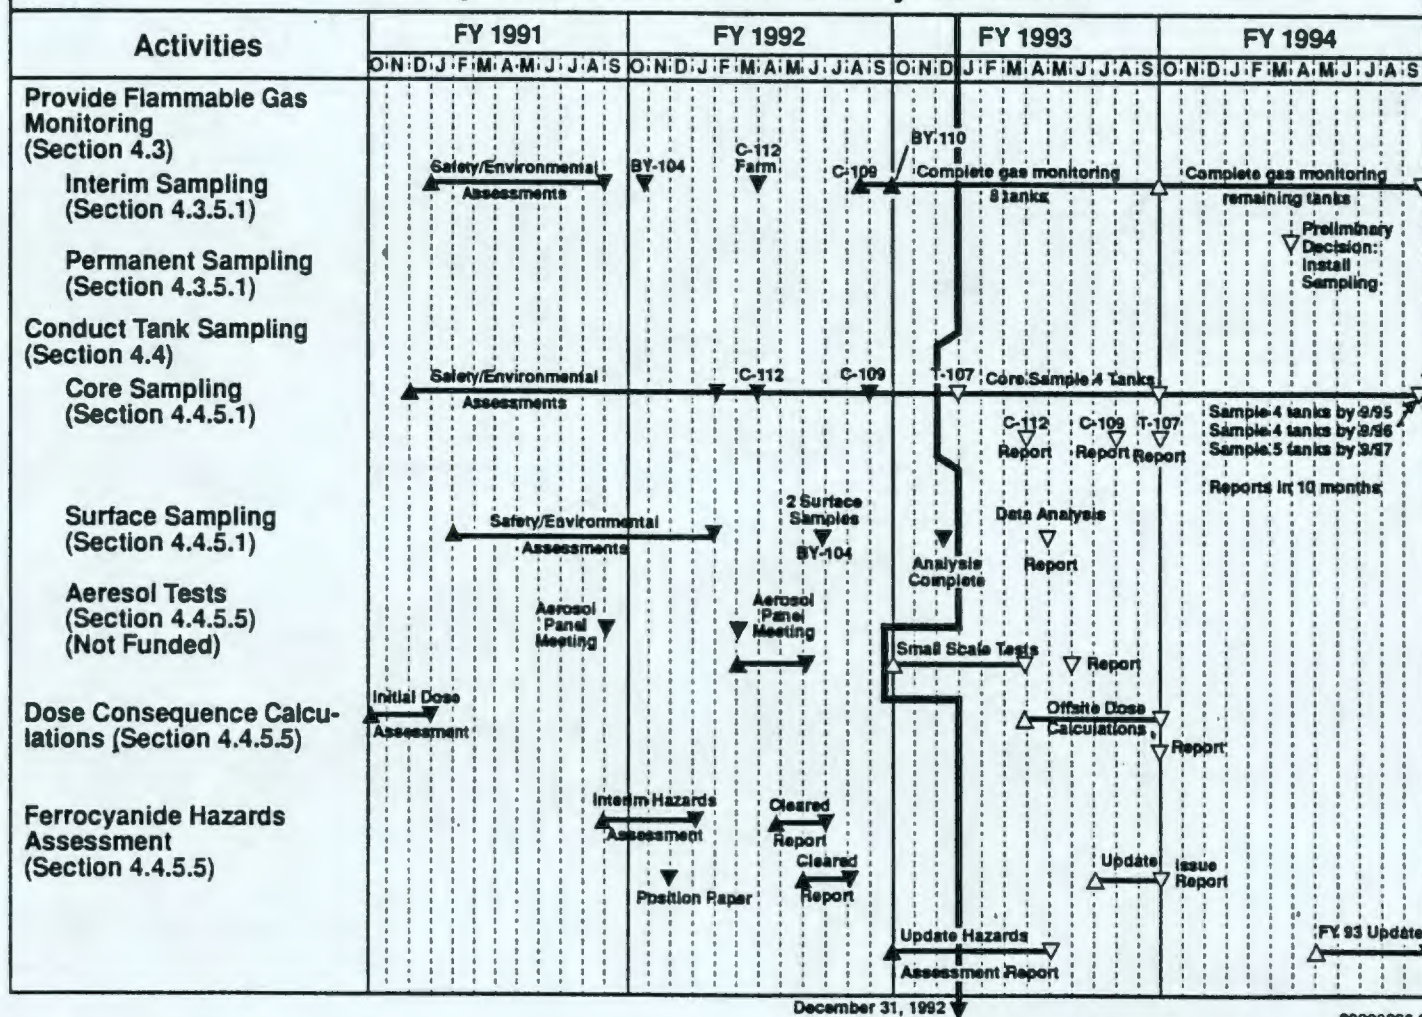 Activities
FY 1991
FY 1992
FY 1993
FY 1994
O N D J F M A M J J A S O N D J F M A M J J A S O N D J F M A M J J A S O N D J F M A M J J A S
Provide Flammable Gas
Monitoring
(Section 4.3)
Interim Sampling
(Section 4.3.5.1)
Safety/Environmental
Assessments
BY-104
C-112
Farm
C-109
BY-110
Complete gas monitoring
8 tanks
Complete gas monitoring
remaining tanks
Permanent Sampling
(Section 4.3.5.1)
Preliminary
Decision:
Install
Sampling
Conduct Tank Sampling
(Section 4.4)
Core Sampling
(Section 4.4.5.1)
Safety/Environmental
Assessments
C-112
C-109
T-107
Core Sample 4 Tanks
C-112
Report
C-109
Report
T-107
Report
Sample 4 tanks by 9/95
Sample 4 tanks by 9/96
Sample 5 tanks by 9/97
Reports in 10 months
Surface Sampling
(Section 4.4.5.1)
Safety/Environmental
Assessments
2 Surface
Samples
BY-104
Analysis
Complete
Data Analysis
Report
Aeresol Tests
(Section 4.4.5.5)
(Not Funded)
Aerosol
Panel
Meeting
Aerosol
Panel
Meeting
Small Scale Tests
Report
Dose Consequence Calcu-
lations (Section 4.4.5.5)
Initial Dose
Assessment
Offsite Dose
Calculations
Report
Ferrocyanide Hazards
Assessment
(Section 4.4.5.5)
Interim Hazards
Assessment
Cleared
Report
Position Paper
Cleared
Report
Update
Issue
Report
Update Hazards
Assessment Report
FY 93 Update
December 31, 1992